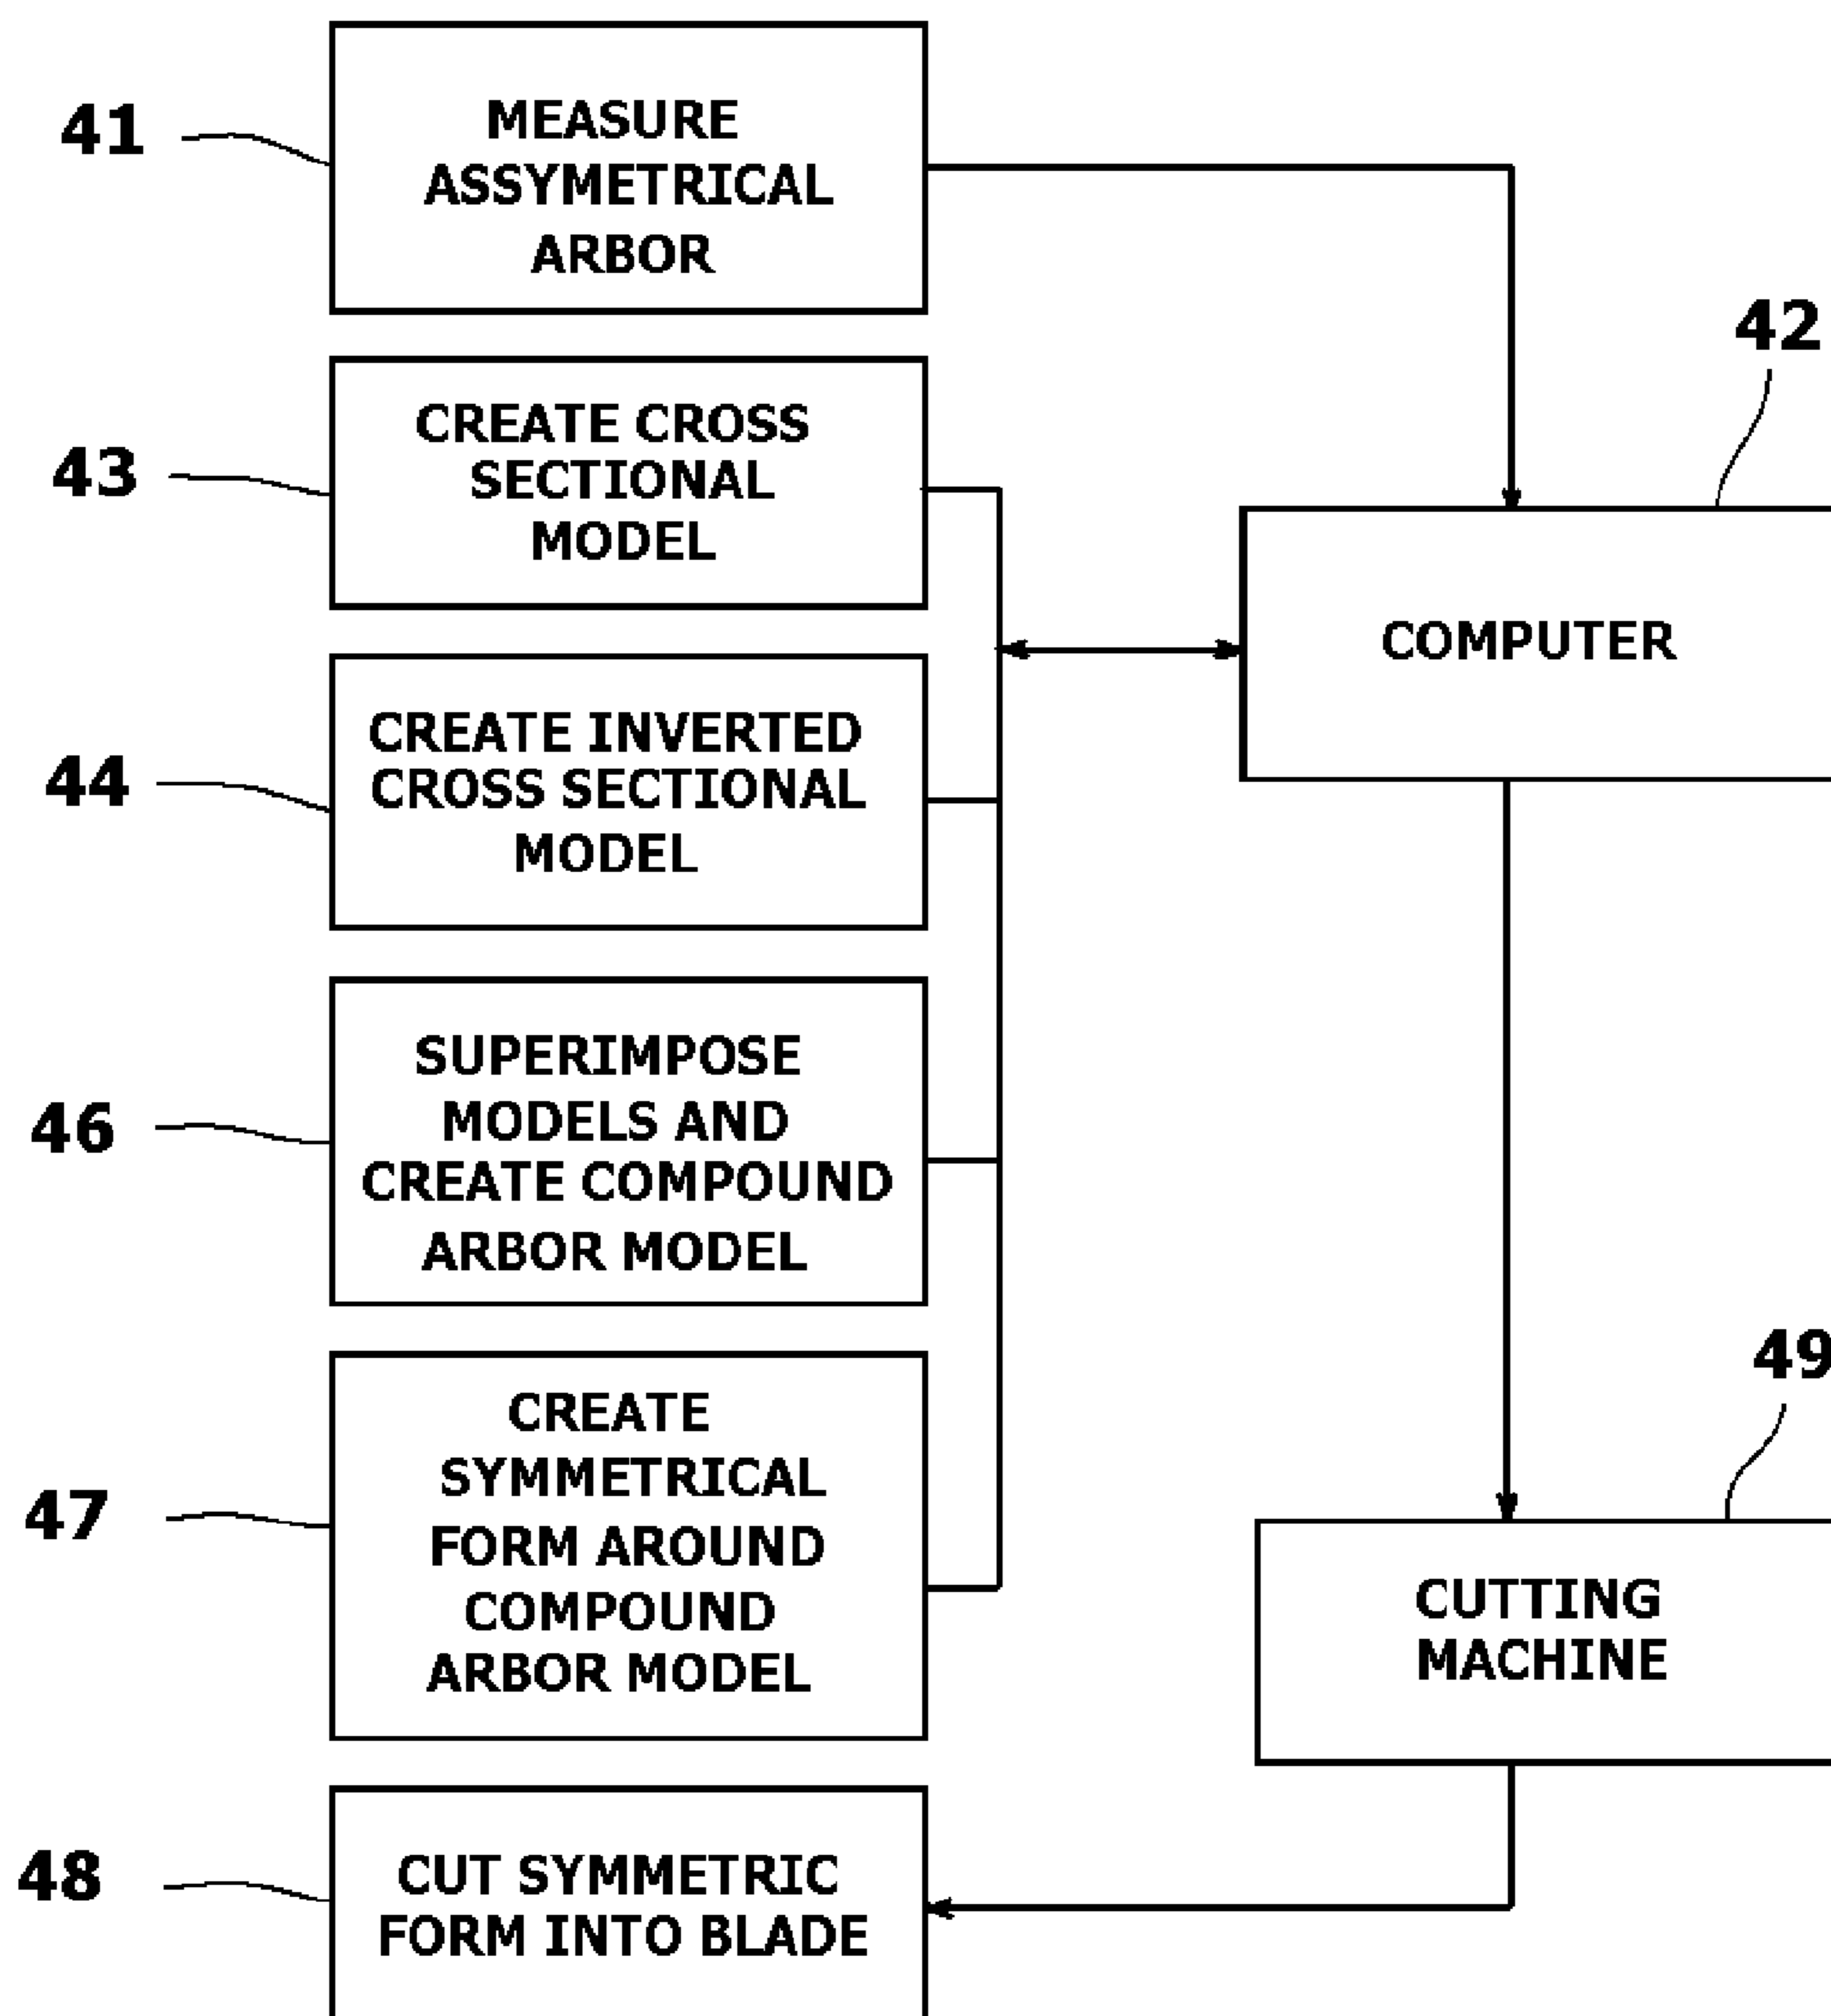 41
MEASURE
ASSYMETRICAL
ARBOR
42
43
CREATE CROSS
SECTIONAL
MODEL
COMPUTER
44
CREATE INVERTED
CROSS SECTIONAL
MODEL
46
SUPERIMPOSE
MODELS AND
CREATE COMPOUND
ARBOR MODEL
49
47
CREATE
SYMMETRICAL
FORM AROUND
COMPOUND
ARBOR MODEL
CUTTING
MACHINE
48
CUT SYMMETRIC
FORM INTO BLADE